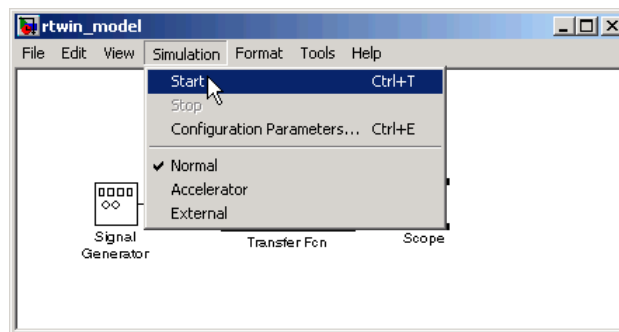 rtwin_model
File Edit View Simulation Format Tools Help
Start Ctrl+T
Stop
Configuration Parameters... Ctrl+E
Normal
Accelerator
External
Signal
Generator
Transfer Fcn
Scope